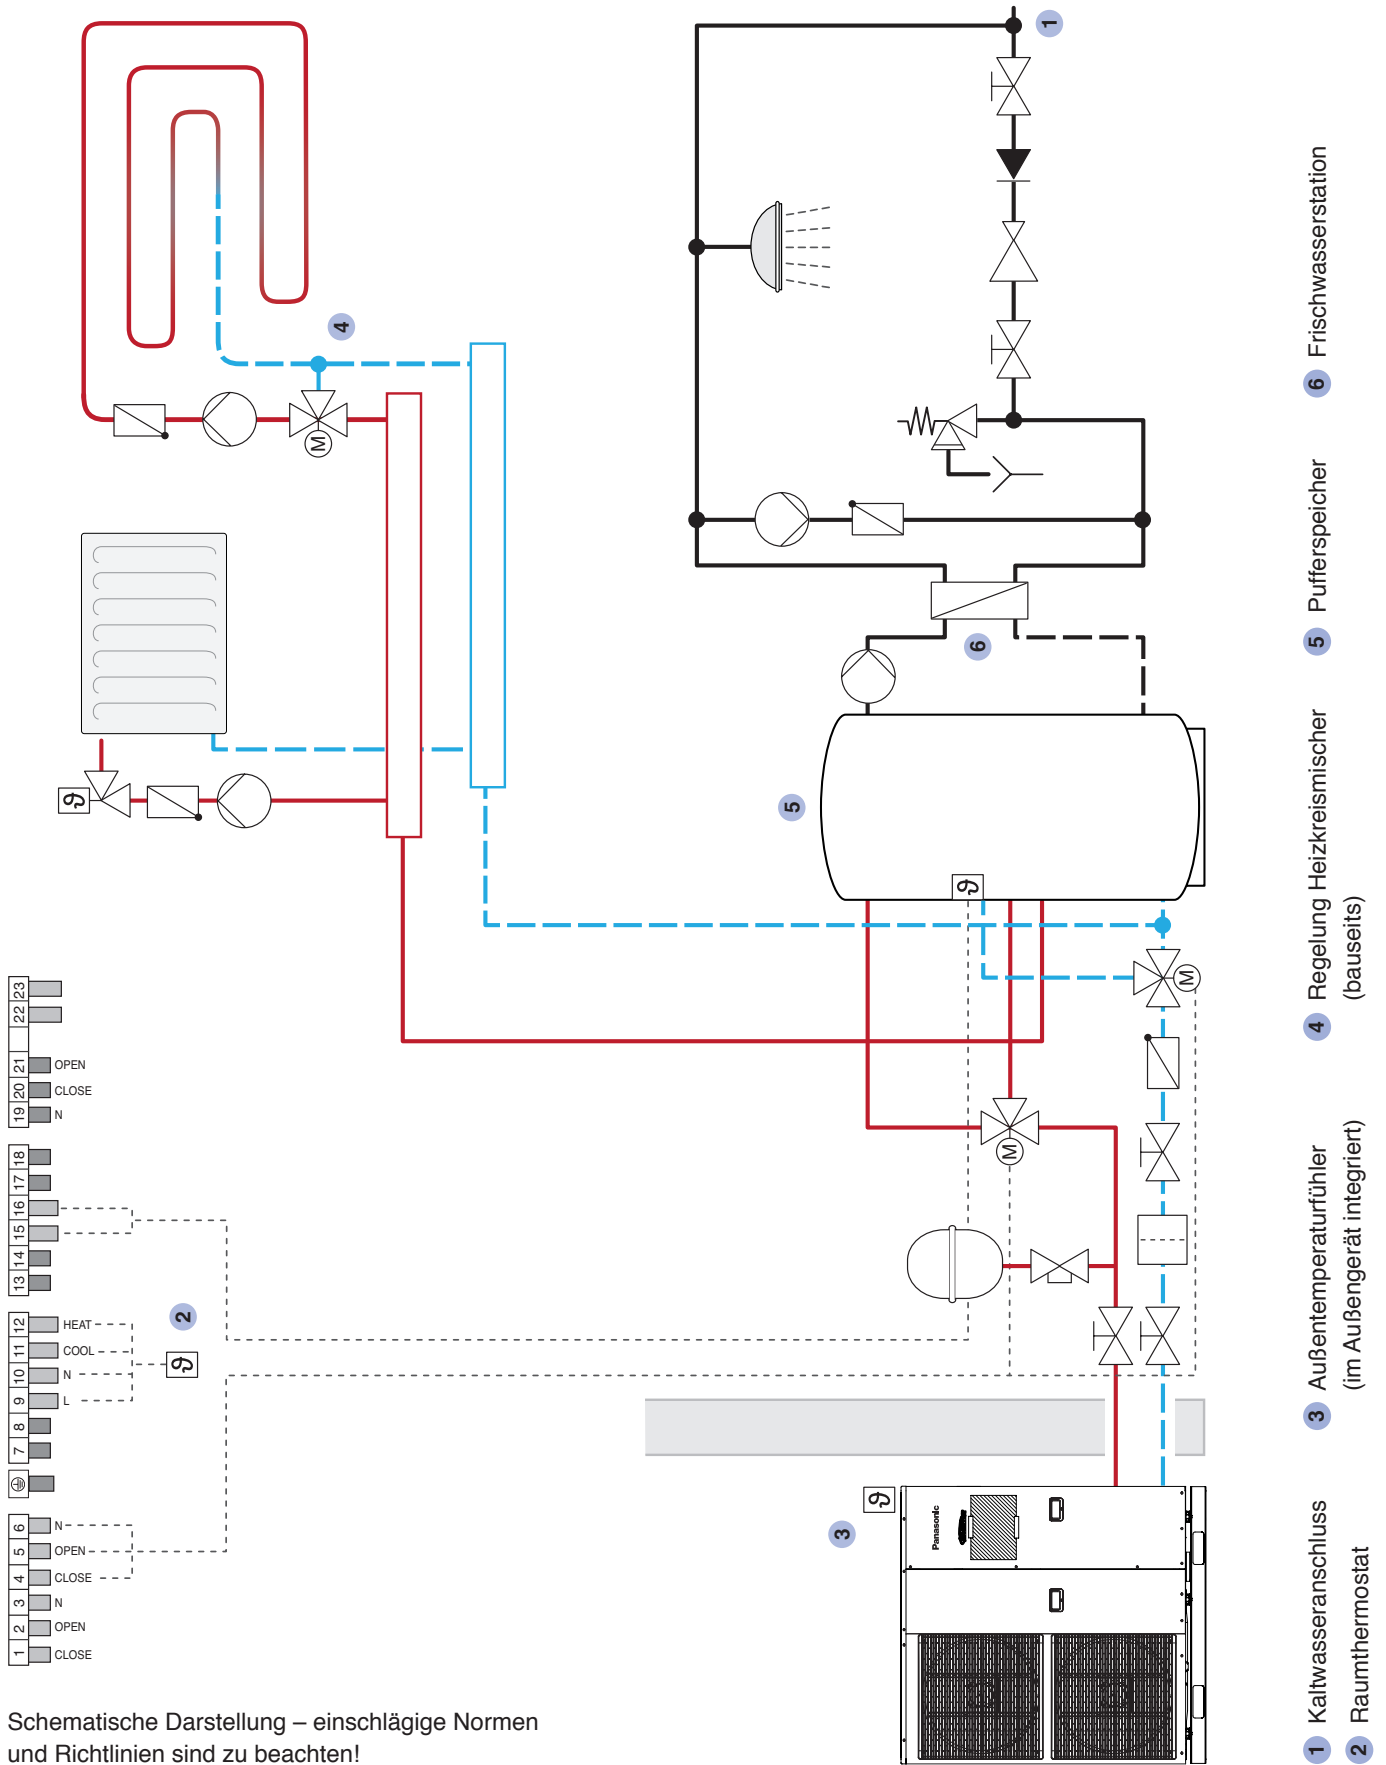 23
22
21 OPEN
20 CLOSE
19 N
18
17
16
15
14
13
12 HEAT
11 COOL
10 N
9 L
8
7
6 N
5 OPEN
4 CLOSE
3 N
2 OPEN
1 CLOSE
ϑ
2
ϑ
M
4
1
6
5
ϑ
M
M
ϑ
3
Panasonic
1 Kaltwasseranschluss
2 Raumthermostat
3 Außentemperaturfühler
(im Außengerät integriert)
4 Regelung Heizkreismischer
(bauseits)
5 Pufferspeicher
6 Frischwasserstation
Schematische Darstellung – einschlägige Normen
und Richtlinien sind zu beachten!